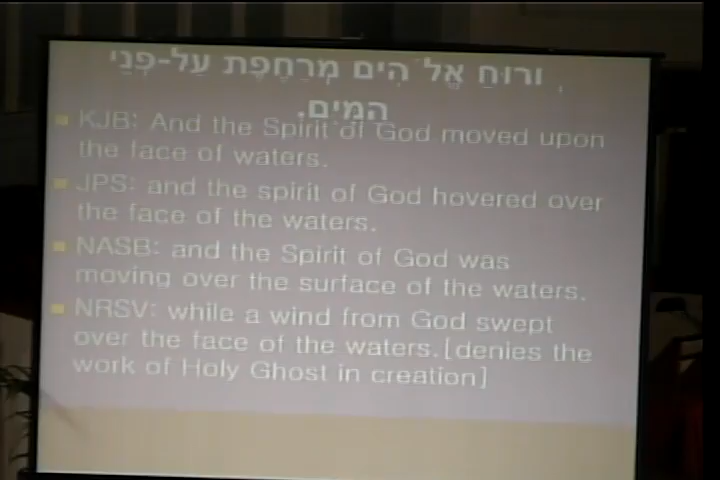 , ורוּחַ אֱל ֹהִים מְרַחֶפֶת עַל-פְּנֵי
הַמָּיִם.
KJB: And the Spirit of God moved upon
the face of waters.
JPS: and the spirit of God hovered over
the face of the waters.
NASB: and the Spirit of God was
moving over the surface of the waters.
NRSV: while a wind from God swept
over the face of the waters.[denies the
work of Holy Ghost in creation]